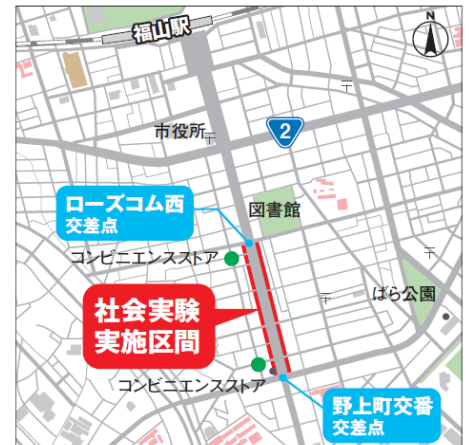 福山駅
N
市役所
2
ローズコム西
交差点
図書館
コンビニエンスストア
社会実験
実施区間
ばら公園
コンビニエンスストア
野上町交番
交差点